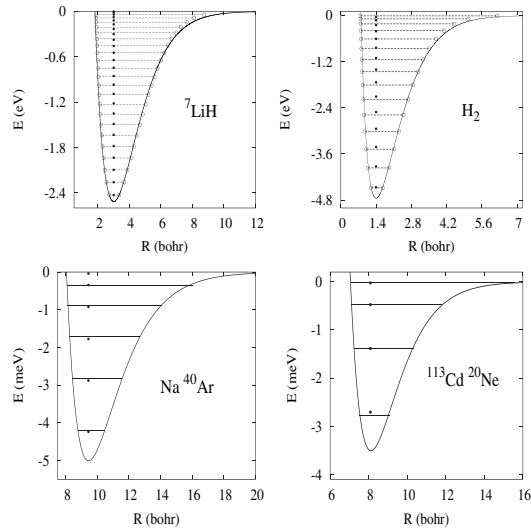 0
-0.6
-1.2
-1.8
-2.4
E (eV)
⁷LiH
2 4 6 8 10 12
R (bohr)
0
-1.2
-2.4
-3.6
-4.8
E (eV)
H₂
0 1.4 2.8 4.2 5.6 7
R (bohr)
0
-1
-2
-3
-4
-5
E (meV)
Na ⁴⁰Ar
8 10 12 14 16 18 20
R (bohr)
0
-1
-2
-3
-4
E (meV)
¹¹³Cd ²⁰Ne
6 8 10 12 14 16
R (bohr)